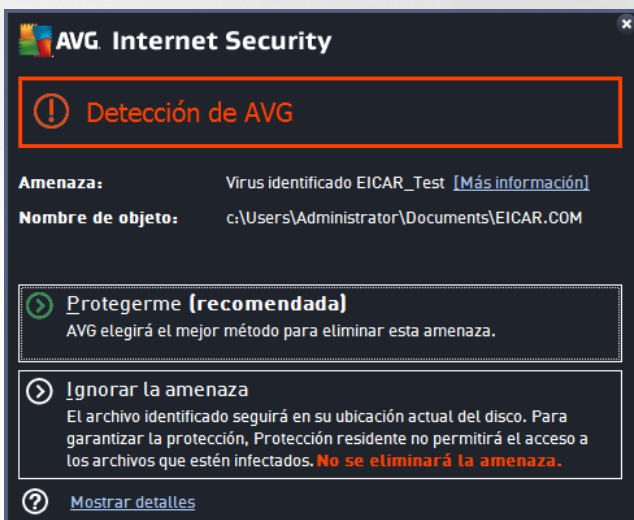 AVG. Internet Security
Detección de AVG
Amenaza: Virus identificado EICAR_Test [Más información]
Nombre de objeto: c:\Users\Administrator\Documents\EICAR.COM
Protegerme (recomendada)
AVG elegirá el mejor método para eliminar esta amenaza.
Ignorar la amenaza
El archivo identificado seguirá en su ubicación actual del disco. Para
garantizar la protección, Protección residente no permitirá el acceso a
los archivos que estén infectados. No se eliminará la amenaza.
Mostrar detalles